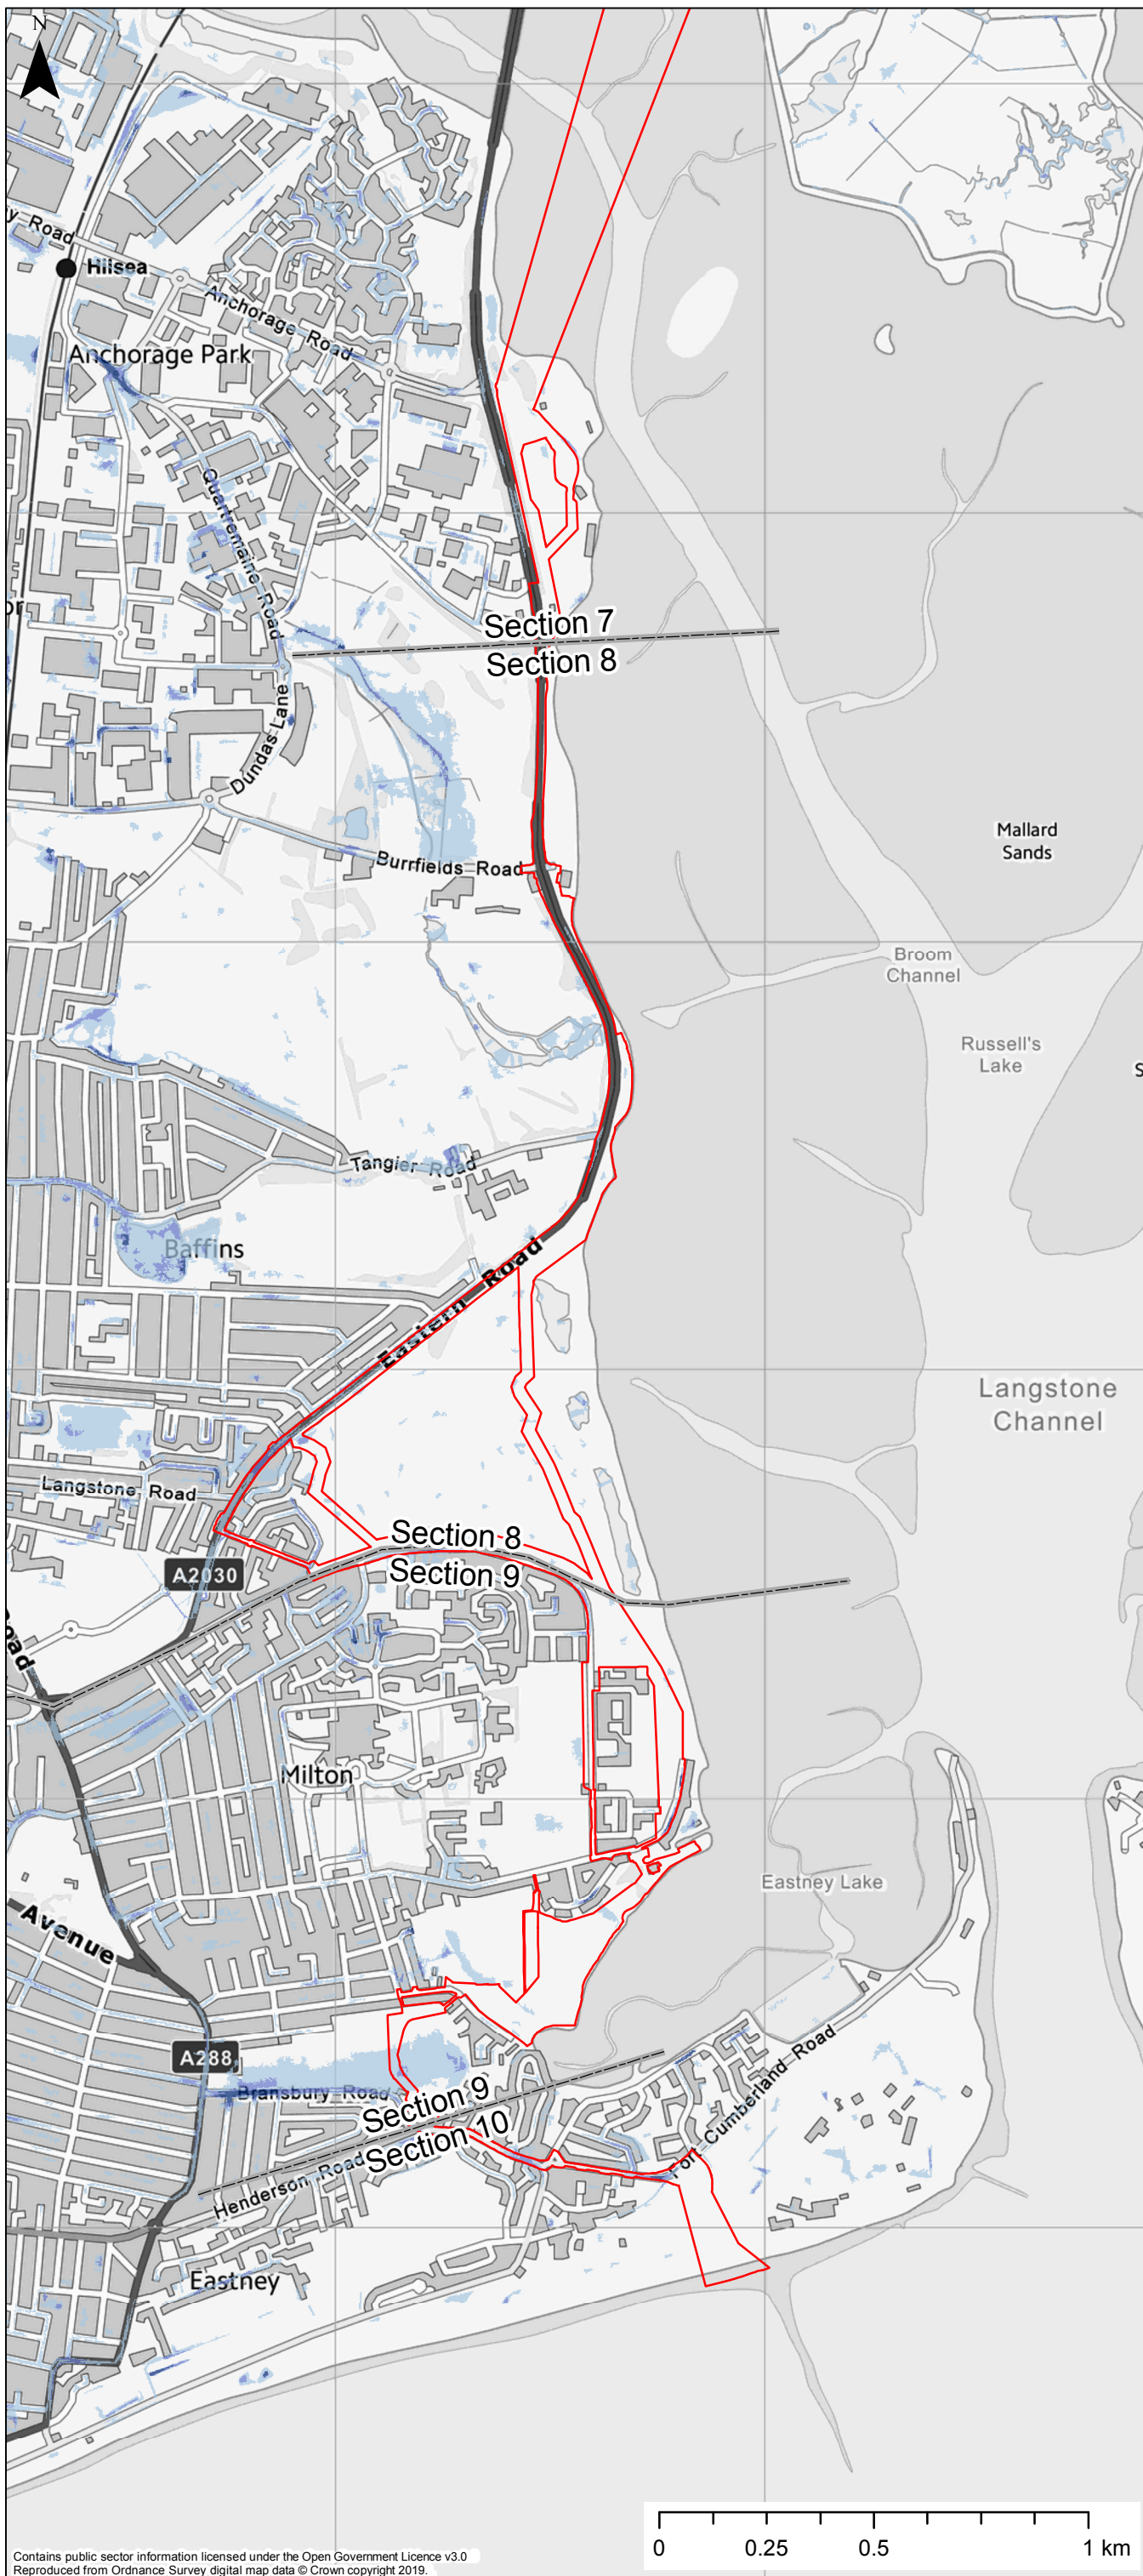 N
y Road
Hilsea
Anchorage Road
Anchorage Park
Quartremaine Road
or
Section 7
Section 8
Dundas Lane
Burrfields Road
Mallard
Sands
Broom
Channel
Russell's
Lake
S
Tangier Road
Baffins
Eastern Road
Langstone
Channel
Langstone Road
Section 8
Section 9
A2030
oad
Milton
Eastney Lake
Avenue
A288
Bransbury Road
Fort Cumberland Road
Section 9
Section 10
Henderson Road
Eastney
0 0.25 0.5 1 km
Contains public sector information licensed under the Open Government Licence v3.0
Reproduced from Ordnance Survey digital map data © Crown copyright 2019.